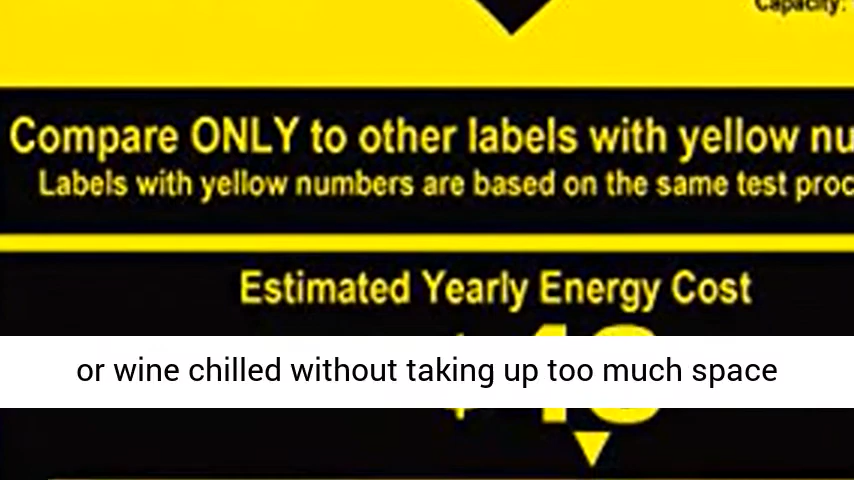 Capacity:
Compare ONLY to other labels with yellow nu
Labels with yellow numbers are based on the same test proc
Estimated Yearly Energy Cost
or wine chilled without taking up too much space